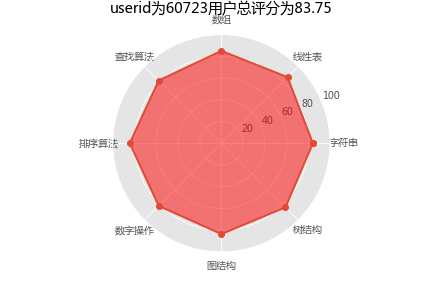 userid为60723用户总评分为83.75
数组
查找算法
线性表
100
80
60
40
20
排序算法
字符串
数字操作
树结构
图结构